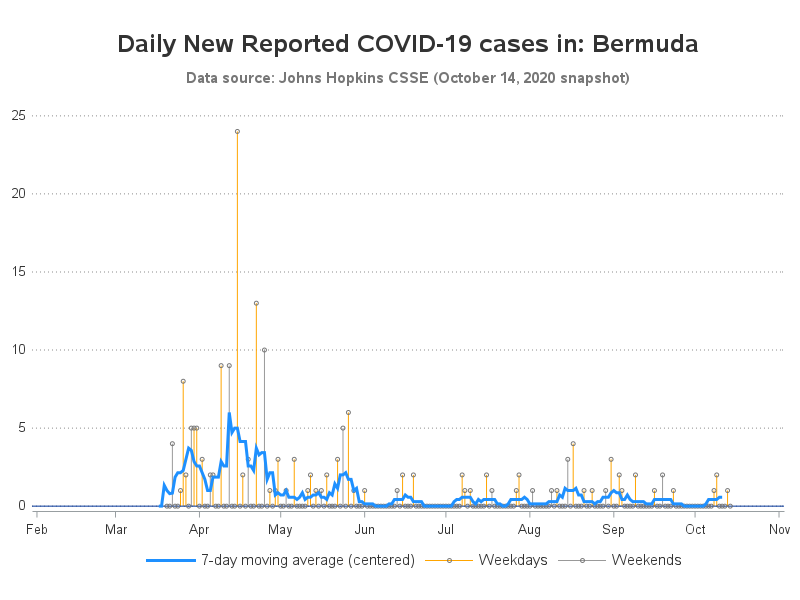 Daily New Reported COVID-19 cases in: Bermuda
Data source: Johns Hopkins CSSE (October 14, 2020 snapshot)
25
20
15
10
5
0
Feb Mar Apr May Jun Jul Aug Sep Oct Nov
7-day moving average (centered) Weekdays Weekends